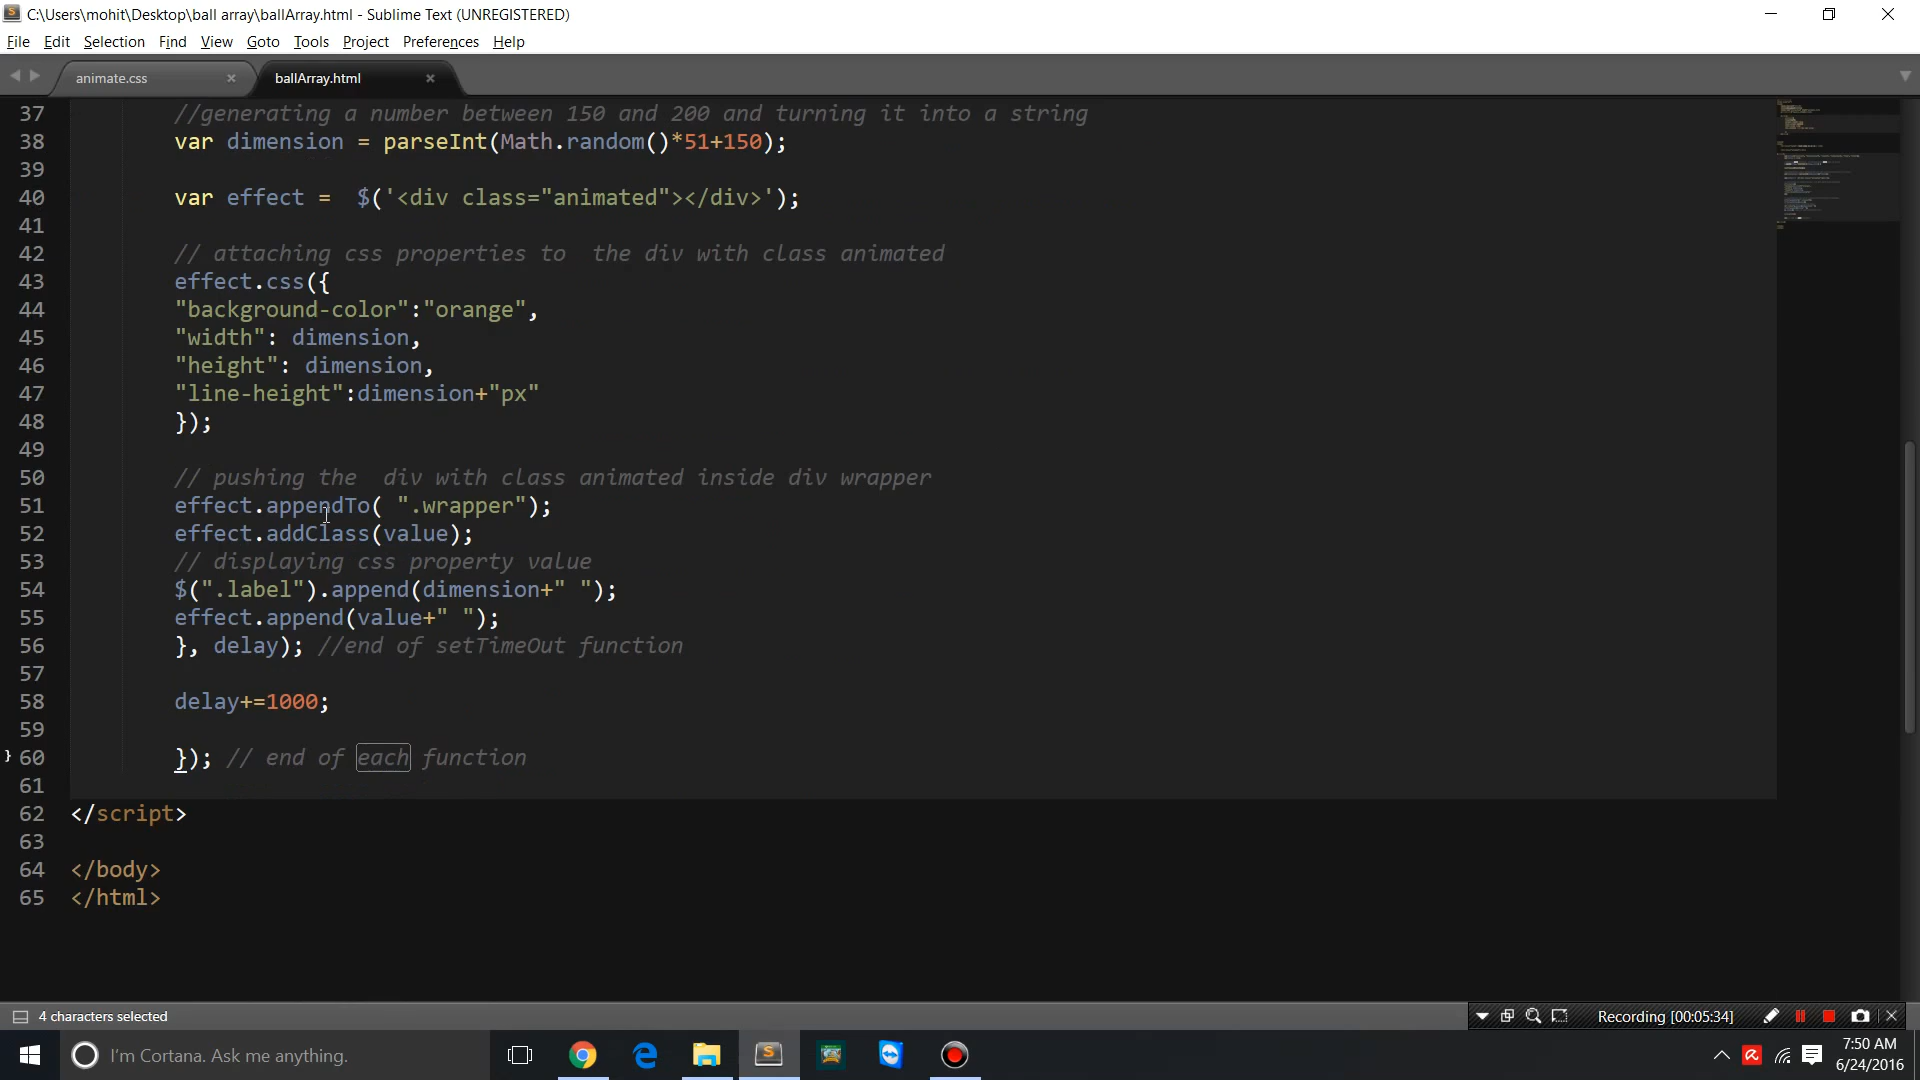 C:\Users\mohit\Desktop\ball array\ballArray.html - Sublime Text (UNREGISTERED)
File Edit Selection Find View Goto Tools Project Preferences Help
animate.css × ballArray.html ×
37 //generating a number between 150 and 200 and turning it into a string
38 var dimension = parseInt(Math.random()*51+150);
39
40 var effect =  $('<div class="animated"></div>');
41
42 // attaching css properties to  the div with class animated
43 effect.css({
44 "background-color":"orange",
45 "width": dimension,
46 "height": dimension,
47 "line-height":dimension+"px"
48 });
49
50 // pushing the  div with class animated inside div wrapper
51 effect.appendTo( ".wrapper");
52 effect.addClass(value);
53 // displaying css property value
54 $(".label").append(dimension+" ");
55 effect.append(value+" ");
56 }, delay); //end of setTimeOut function
57
58 delay+=1000;
59
} 60 }); // end of each function
61
62 </script>
63
64 </body>
65 </html>
4 characters selected
Recording [00:05:34]
I'm Cortana. Ask me anything.
7:50 AM
6/24/2016